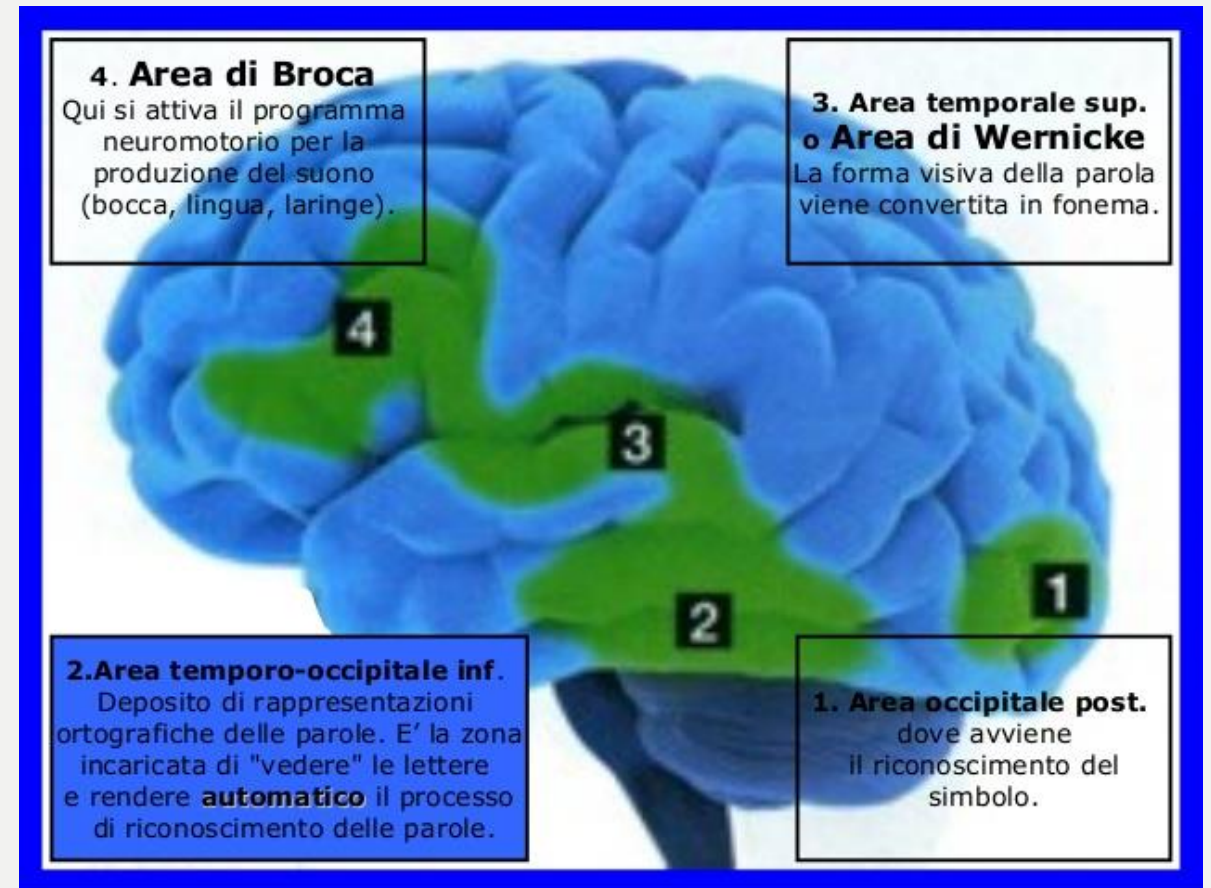 4. Area di Broca
Qui si attiva il programma
neuromotorio per la
produzione del suono
(bocca, lingua, laringe).
3. Area temporale sup.
o Area di Wernicke
La forma visiva della parola
viene convertita in fonema.
4
3
2
1
2.Area temporo-occipitale inf.
Deposito di rappresentazioni
ortografiche delle parole. E’ la zona
incaricata di "vedere" le lettere
e rendere automatico il processo
di riconoscimento delle parole.
1. Area occipitale post.
dove avviene
il riconoscimento del
simbolo.